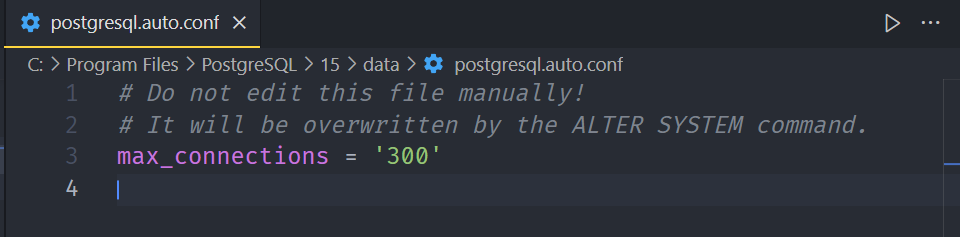 postgresql.auto.conf
C: > Program Files > PostgreSQL > 15 > data > postgresql.auto.conf
1 # Do not edit this file manually!
2 # It will be overwritten by the ALTER SYSTEM command.
3 max_connections = '300'
4